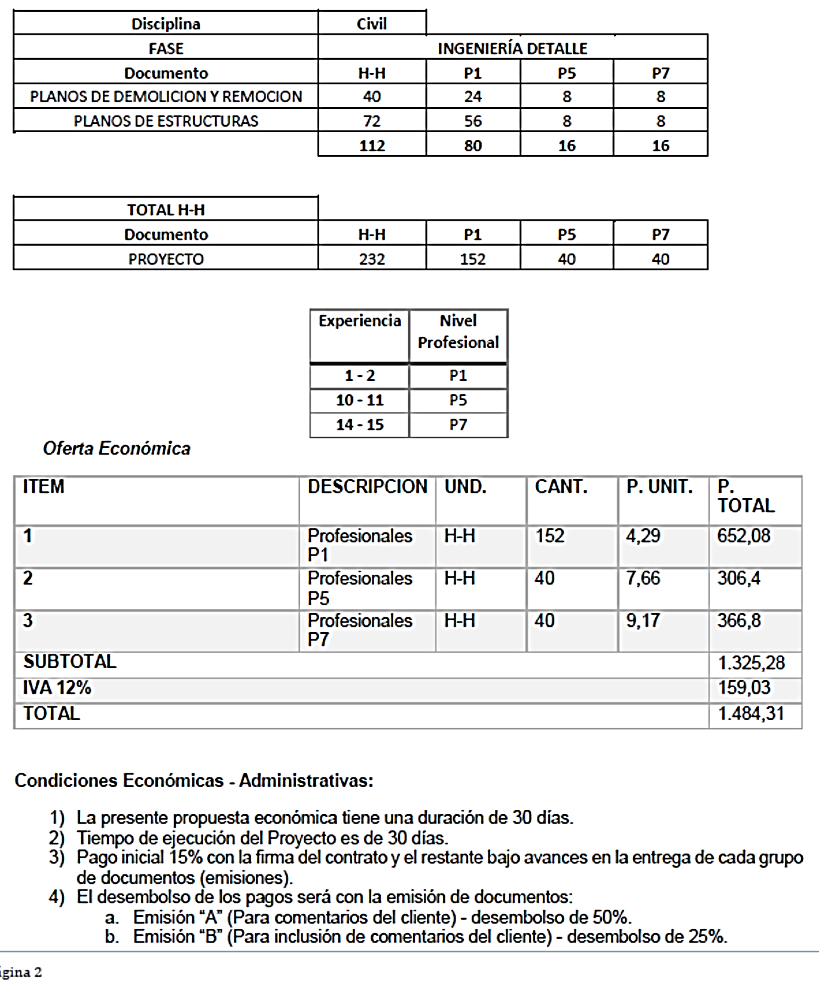 Disciplina Civil
FASE INGENIERÍA DETALLE
Documento H-H P1 P5 P7
PLANOS DE DEMOLICION Y REMOCION 40 24 8 8
PLANOS DE ESTRUCTURAS 72 56 8 8
112 80 16 16
TOTAL H-H
Documento H-H P1 P5 P7
PROYECTO 232 152 40 40
Experiencia Nivel
Profesional
1 - 2 P1
10 - 11 P5
14 - 15 P7
Oferta Económica
ITEM DESCRIPCION UND. CANT. P. UNIT. P.
TOTAL
1 Profesionales H-H 152 4,29 652,08
P1
2 Profesionales H-H 40 7,66 306,4
P5
3 Profesionales H-H 40 9,17 366,8
P7
SUBTOTAL 1.325,28
IVA 12% 159,03
TOTAL 1.484,31
Condiciones Económicas - Administrativas:
1) La presente propuesta económica tiene una duración de 30 días.
2) Tiempo de ejecución del Proyecto es de 30 días.
3) Pago inicial 15% con la firma del contrato y el restante bajo avances en la entrega de cada grupo
de documentos (emisiones).
4) El desembolso de los pagos será con la emisión de documentos:
a. Emisión “A” (Para comentarios del cliente) - desembolso de 50%.
b. Emisión “B” (Para inclusión de comentarios del cliente) - desembolso de 25%.
ágina 2